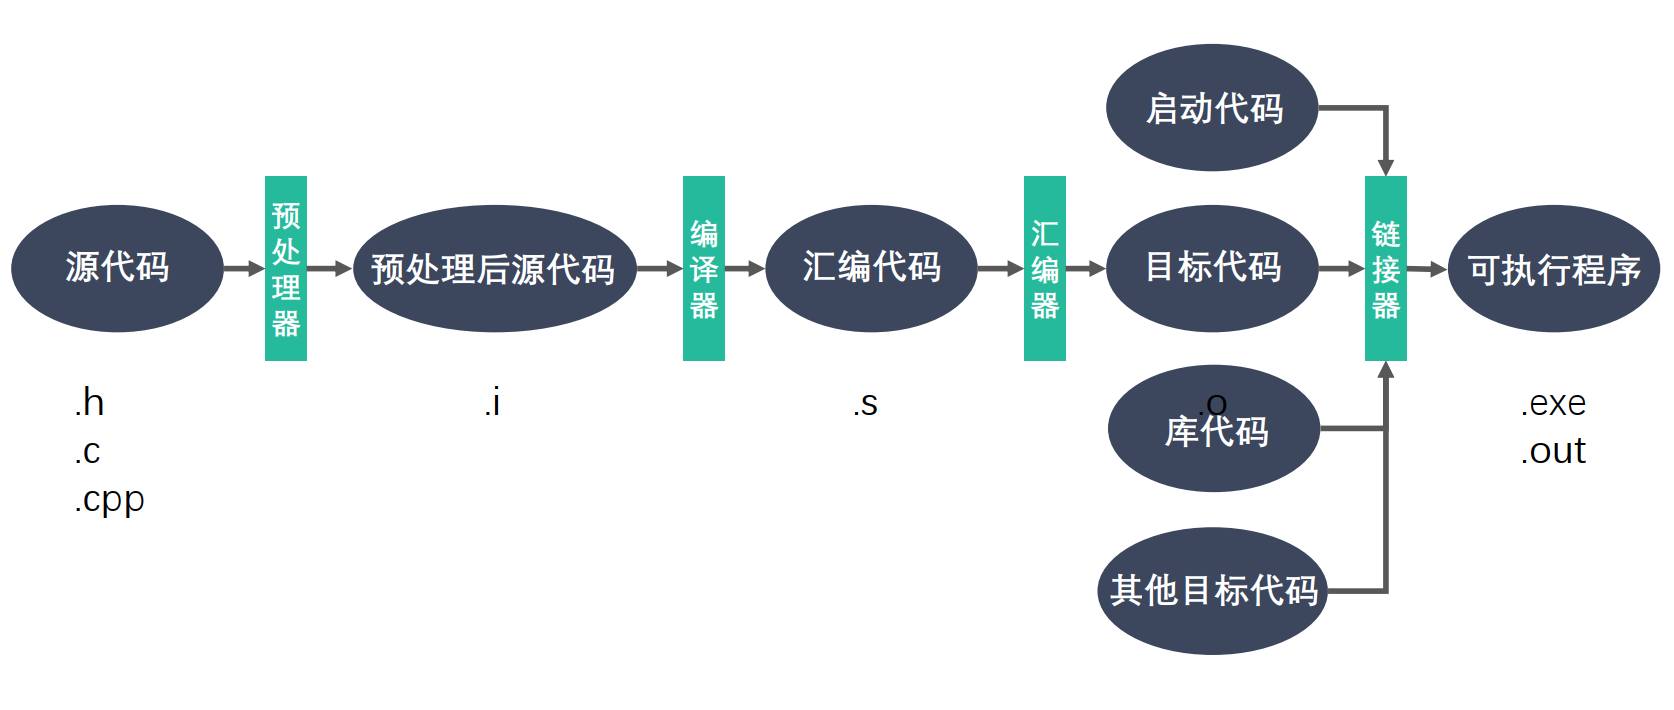 启动代码
源代码
预处理器
预处理后源代码
编译器
汇编代码
汇编器
目标代码
链接器
可执行程序
.h
.c
.cpp
.i
.s
.o
库代码
.exe
.out
其他目标代码